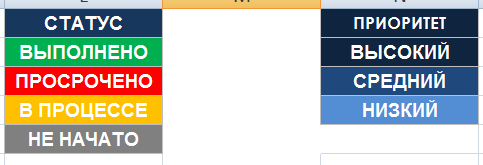 СТАТУС
ВЫПОЛНЕНО
ПРОСРОЧЕНО
В ПРОЦЕССЕ
НЕ НАЧАТО
ПРИОРИТЕТ
ВЫСОКИЙ
СРЕДНИЙ
НИЗКИЙ